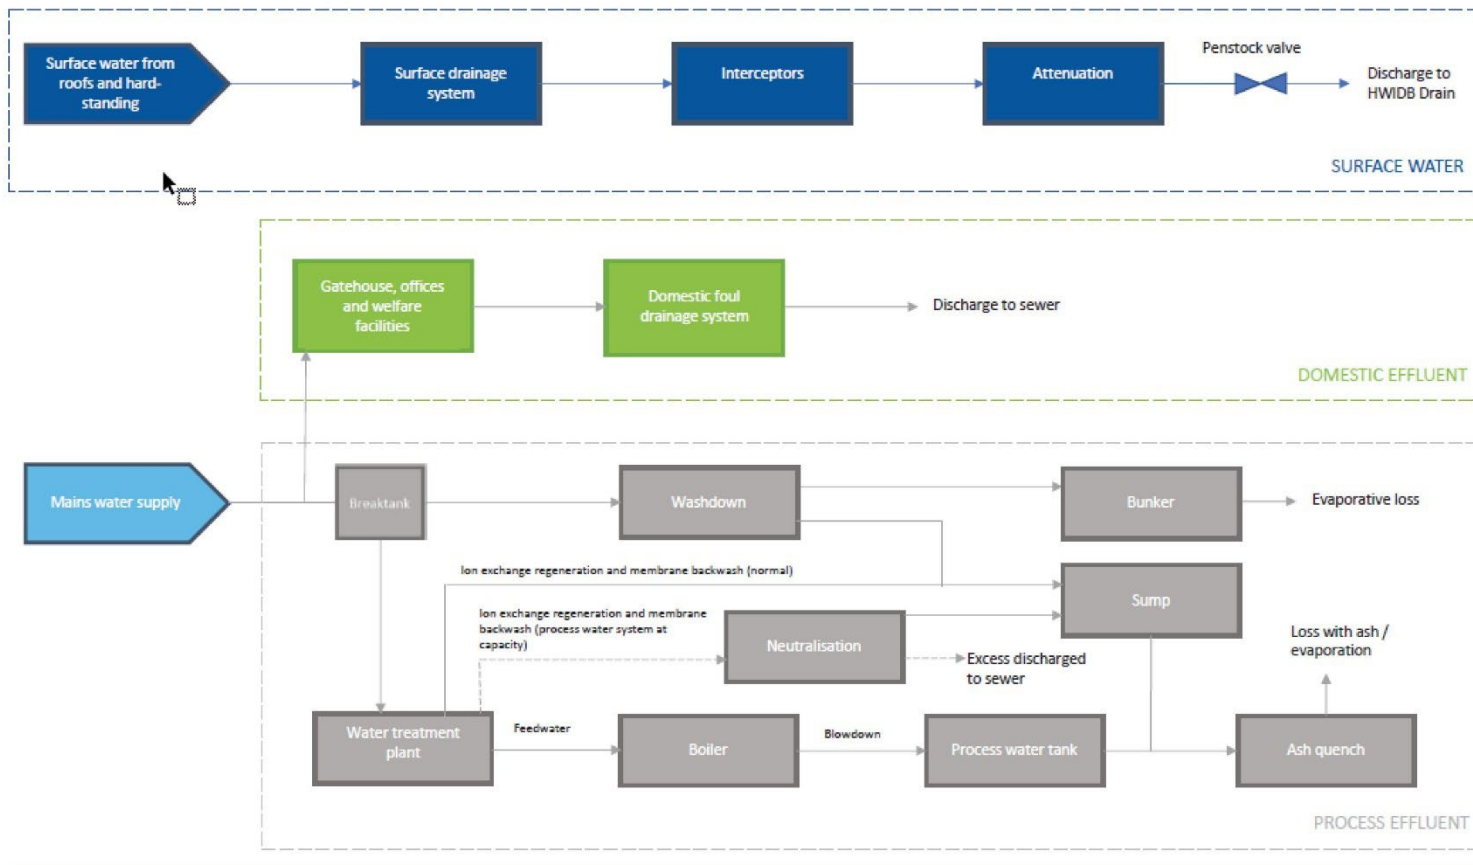 Surface water from
roofs and hard-
standing
Surface drainage
system
Interceptors
Attenuation
Penstock valve
Discharge to
HWIDB Drain
SURFACE WATER
Gatehouse, offices
and welfare
facilities
Domestic foul
drainage system
Discharge to sewer
DOMESTIC EFFLUENT
Mains water supply
Breaktank
Washdown
Bunker
Evaporative loss
Ion exchange regeneration and membrane backwash (normal)
Sump
Ion exchange regeneration and membrane
backwash (process water system at
capacity)
Neutralisation
Excess discharged
to sewer
Loss with ash /
evaporation
Water treatment
plant
Feedwater
Boiler
Blowdown
Process water tank
Ash quench
PROCESS EFFLUENT